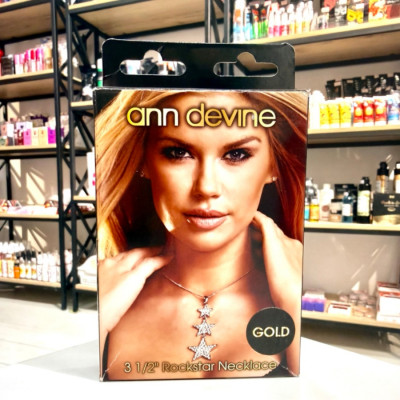 ann devine
GOLD
3 1/2" Rockstar Necklace